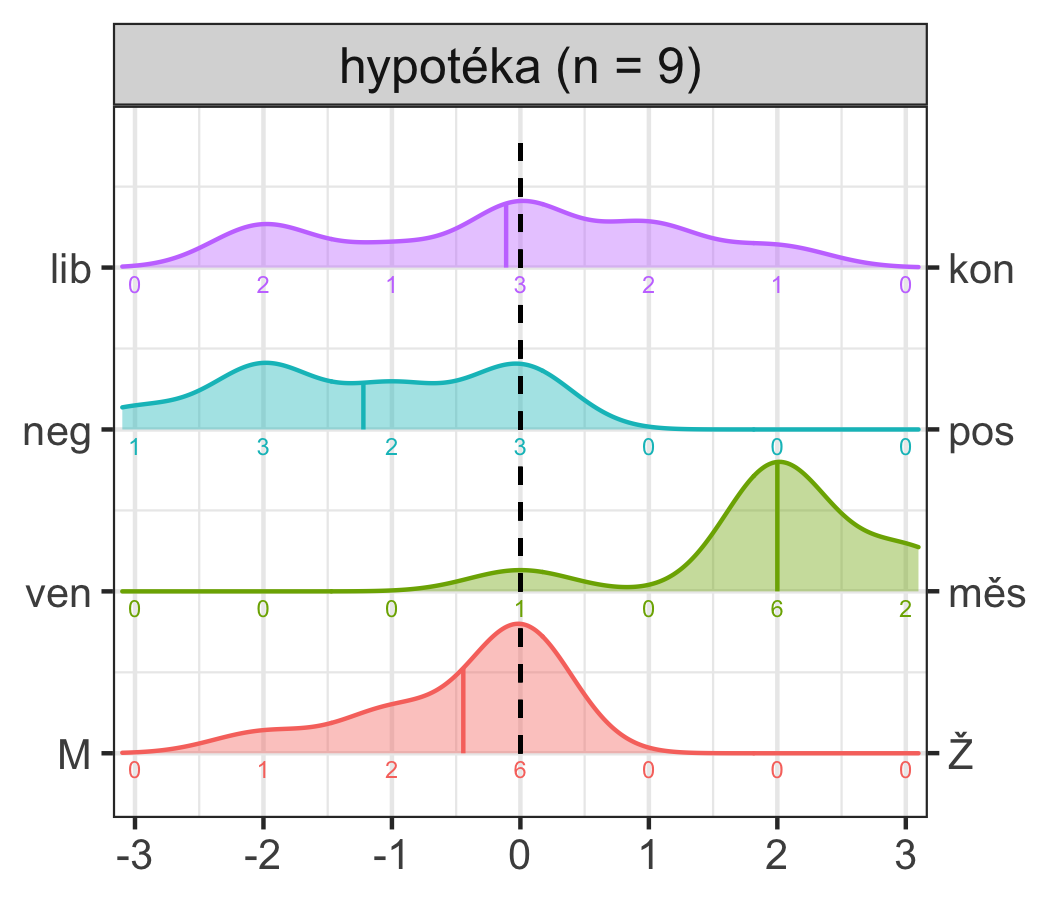 hypotéka (n = 9)
lib kon
0 2 1 3 2 1 0
neg pos
1 3 2 3 0 0 0
ven měs
0 0 0 1 0 6 2
M Ž
0 1 2 6 0 0 0
-3 -2 -1 0 1 2 3